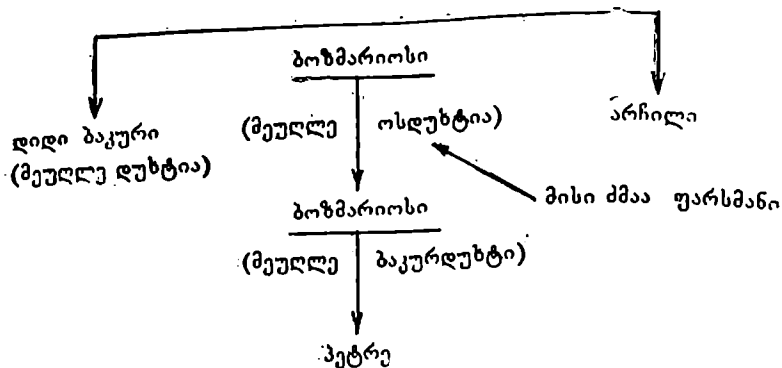 ბოზმარიოსი
დიდი ბაკური
(მეუღლე დუხტია)
(მეუღლე ოსდუხტია)
არჩილი
მისი ძმაა ფარსმანი
ბოზმარიოსი
(მეუღლე ბაკურდუხტი)
პეტრე